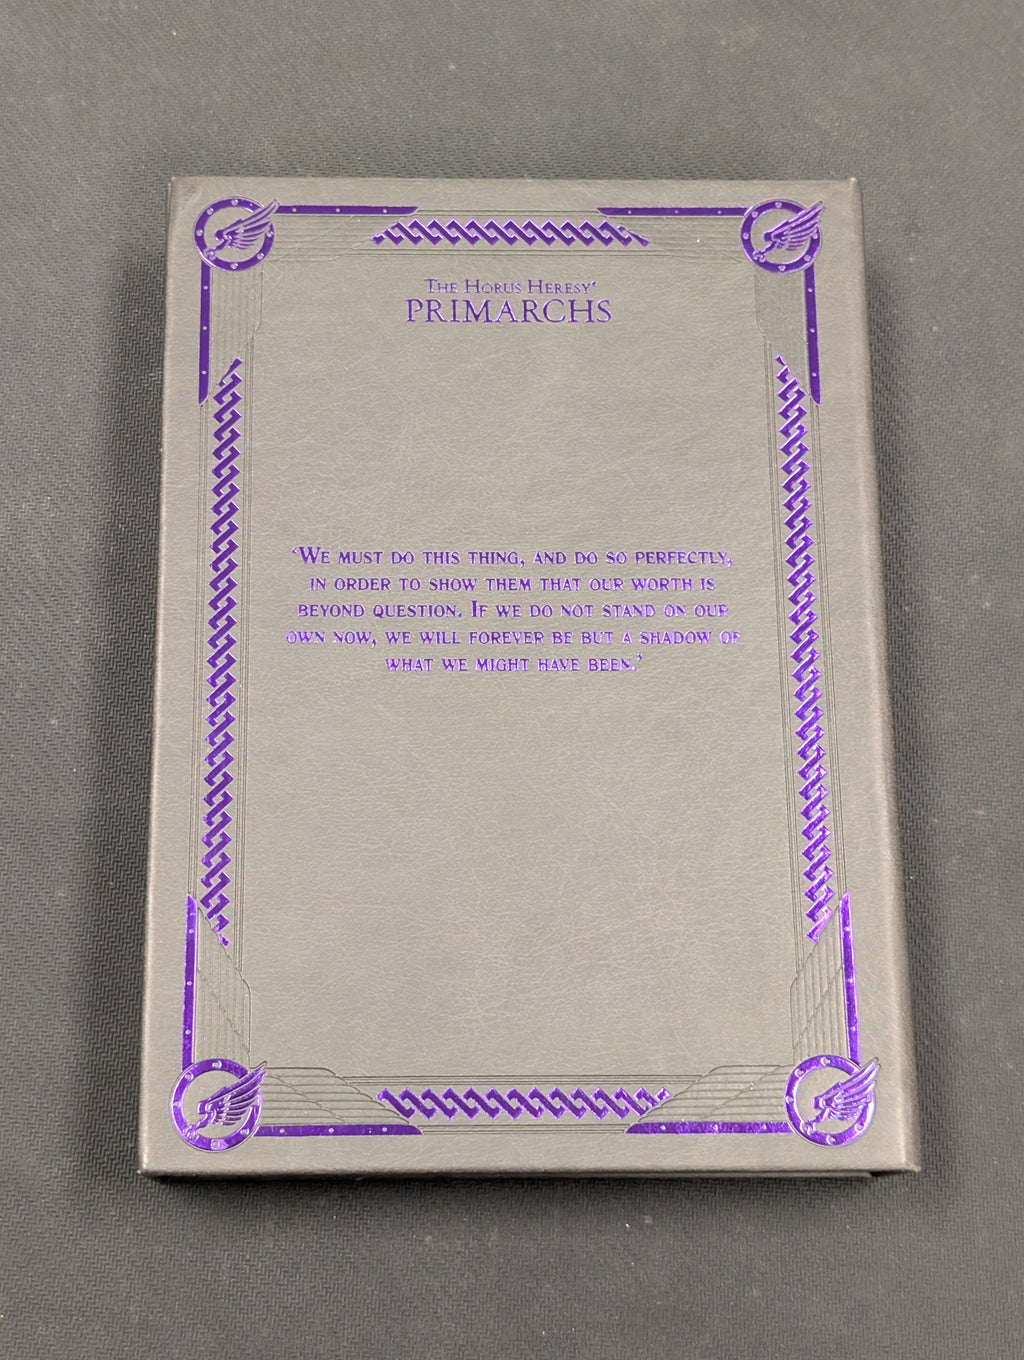 The Horus Heresy‘
PRIMARCHS
‘We must do this thing, and do so perfectly,
in order to show them that our worth is
beyond question. If we do not stand on our
own now, we will forever be but a shadow of
what we might have been.’